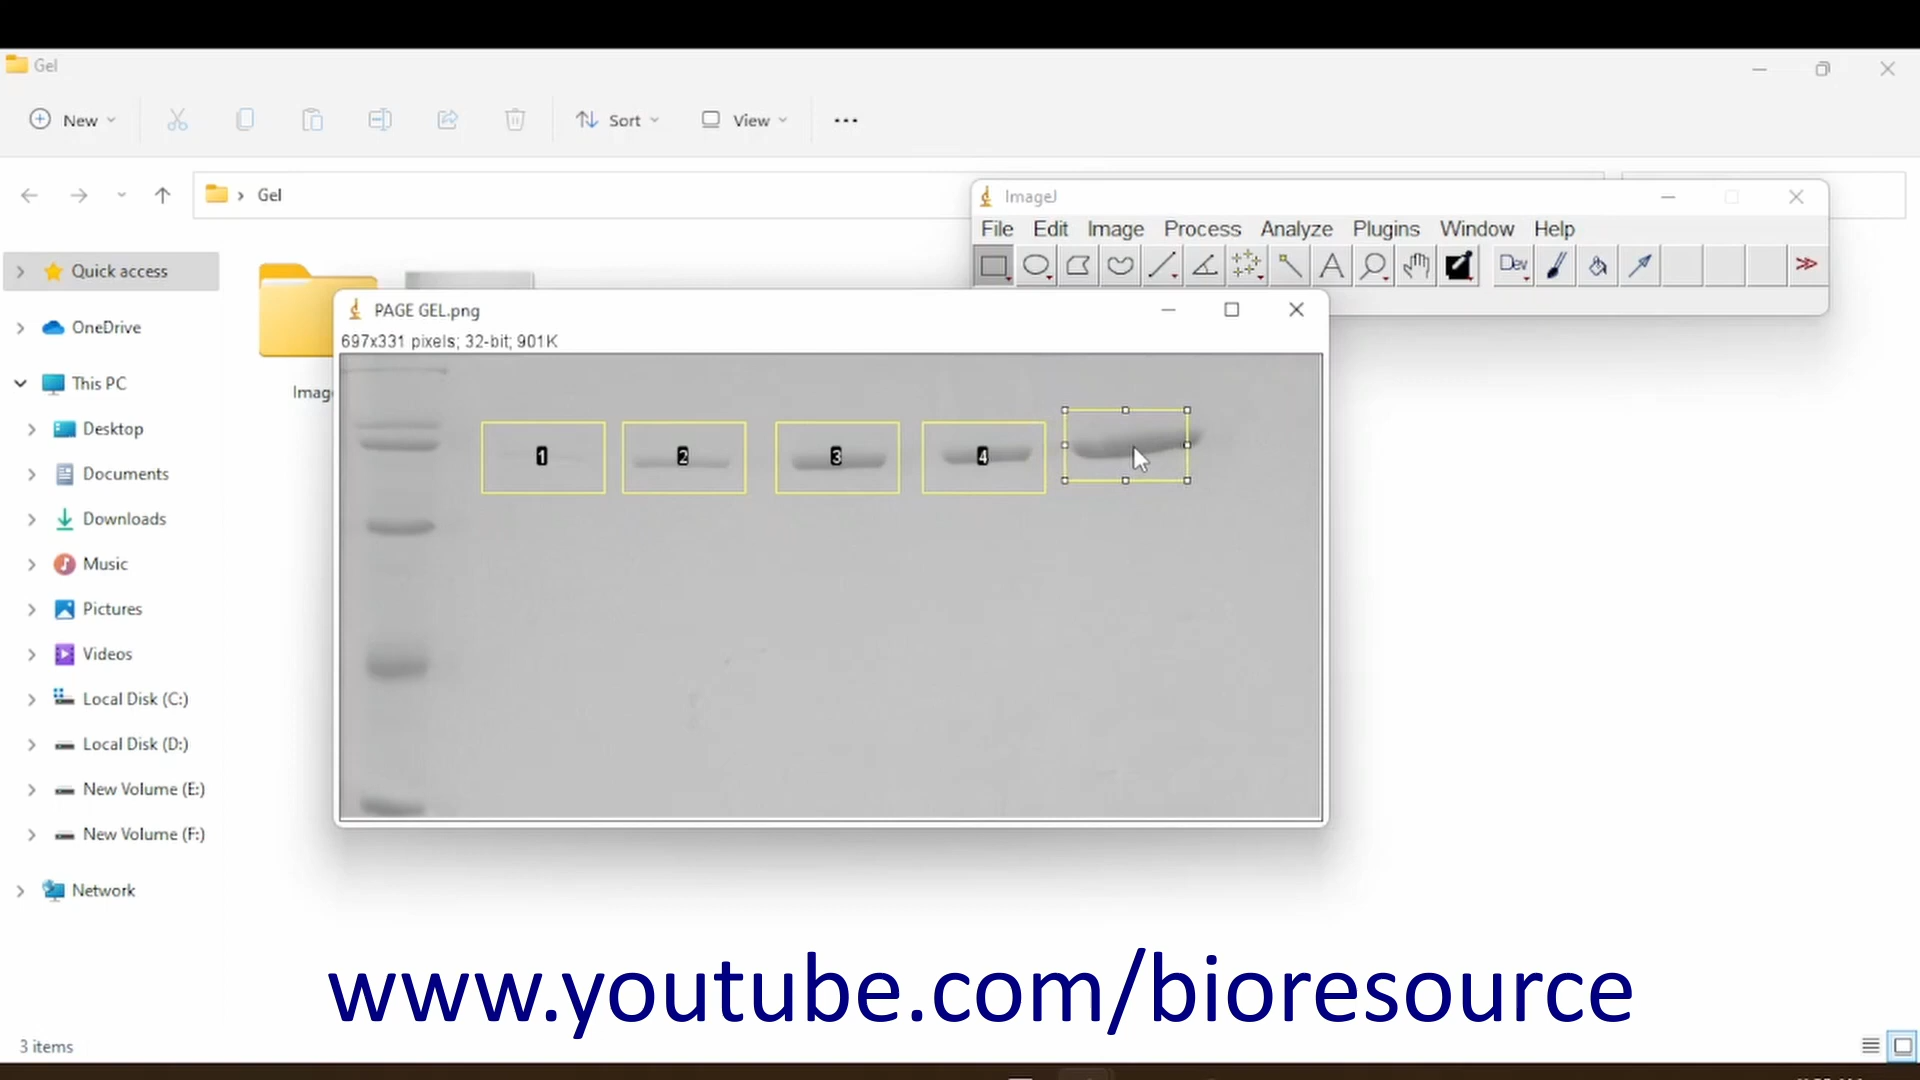 Gel
New
Sort
View
Gel
ImageJ
File Edit Image Process Analyze Plugins Window Help
Dev
Quick access
OneDrive
This PC
Desktop
Documents
Downloads
Music
Pictures
Videos
Local Disk (C:)
Local Disk (D:)
New Volume (E:)
New Volume (F:)
Network
Imag
PAGE GEL.png
697x331 pixels; 32-bit; 901K
1 2 3 4
www.youtube.com/bioresource
3 items